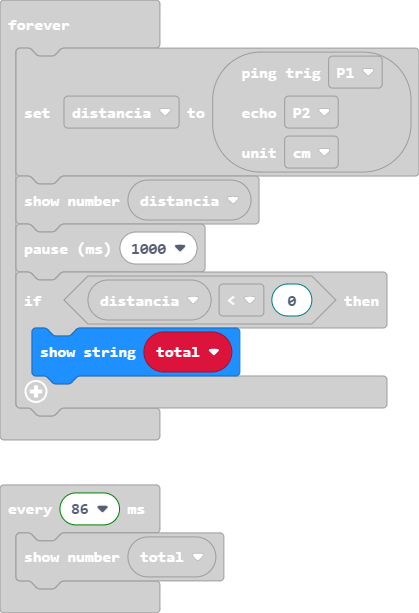 forever
ping trig P1
set distancia to echo P2
unit cm
show number distancia
pause (ms) 1000
if distancia < 0 then
show string total
every 86 ms
show number total